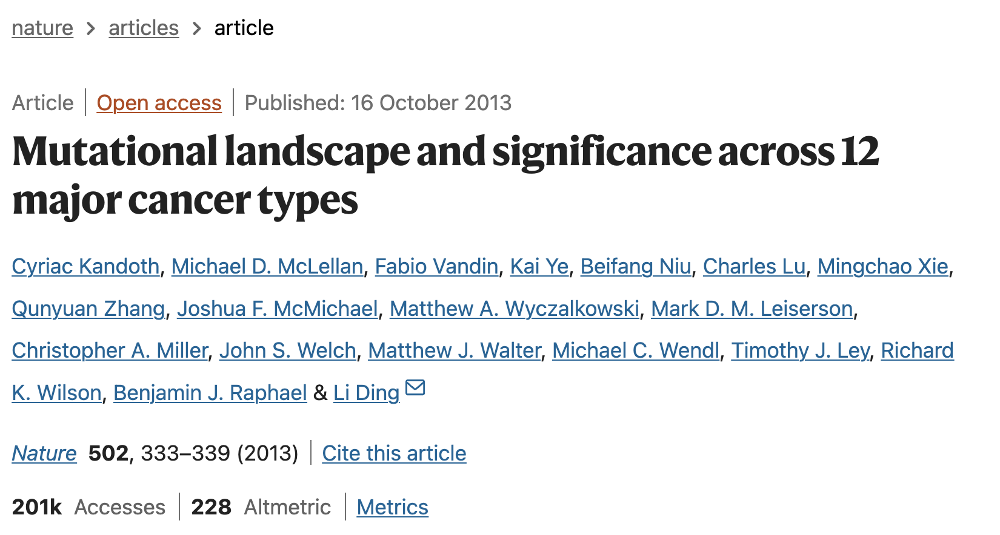 nature > articles > article
Article | Open access | Published: 16 October 2013
Mutational landscape and significance across 12
major cancer types
Cyriac Kandoth, Michael D. McLellan, Fabio Vandin, Kai Ye, Beifang Niu, Charles Lu, Mingchao Xie,
Qunyuan Zhang, Joshua F. McMichael, Matthew A. Wyczalkowski, Mark D. M. Leiserson,
Christopher A. Miller, John S. Welch, Matthew J. Walter, Michael C. Wendl, Timothy J. Ley, Richard
K. Wilson, Benjamin J. Raphael & Li Ding
Nature 502, 333–339 (2013) | Cite this article
201k Accesses | 228 Altmetric | Metrics